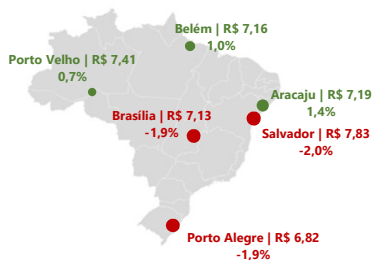 Belém | R$ 7,16
1,0%
Porto Velho | R$ 7,41
0,7%
Aracaju | R$ 7,19
1,4%
Brasília | R$ 7,13
-1,9%
Salvador | R$ 7,83
-2,0%
Porto Alegre | R$ 6,82
-1,9%